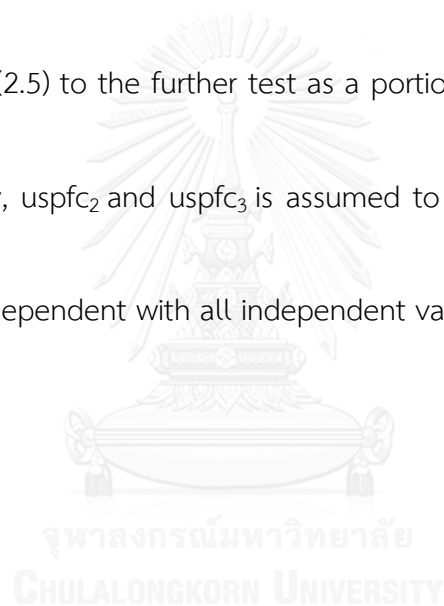 (2.5) to the further test as a portio
, uspfc₂ and uspfc₃ is assumed to
ependent with all independent va
จุฬาลงกรณ์มหาวิทยาลัย
CHULALONGKORN UNIVERSITY